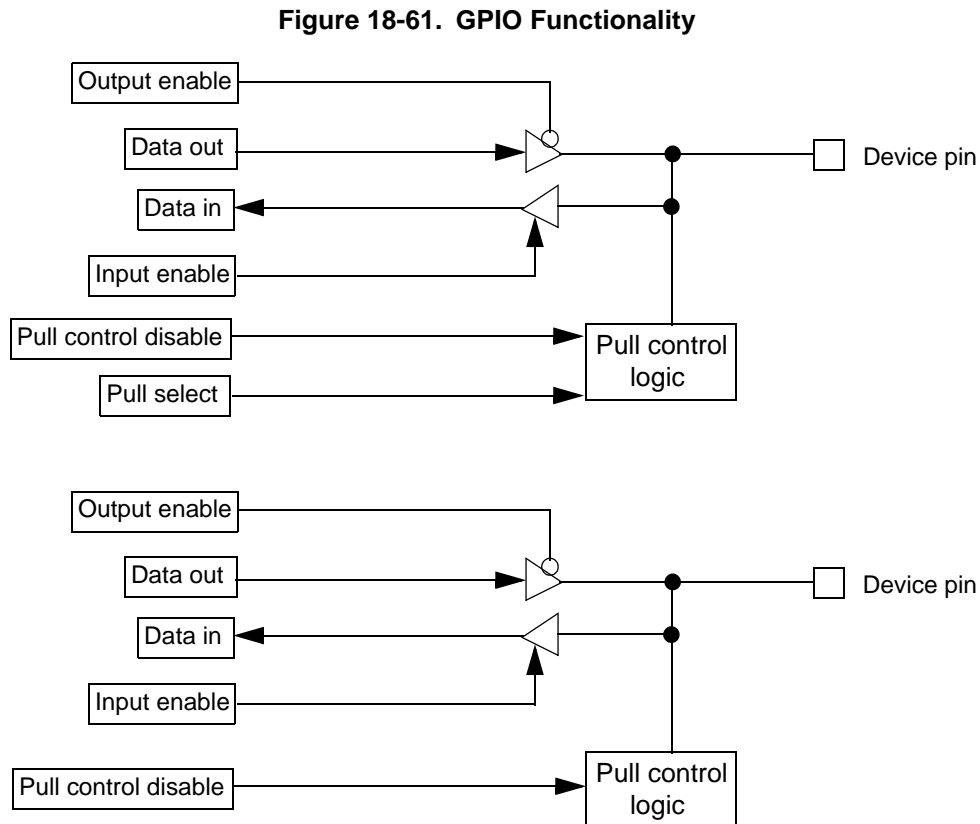 Figure 18-61. GPIO Functionality
Output enable
Data out
Device pin
Data in
Input enable
Pull control disable
Pull control
logic
Pull select
Output enable
Data out
Device pin
Data in
Input enable
Pull control disable
Pull control
logic